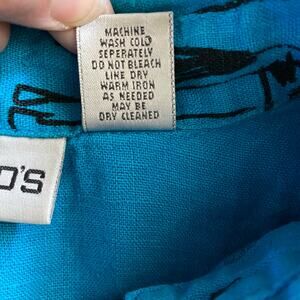 MACHINE
WASH COLD
SEPERATELY
DO NOT BLEACH
LINE DRY
WARM IRON
AS NEEDED
MAY BE
DRY CLEANED
O'S